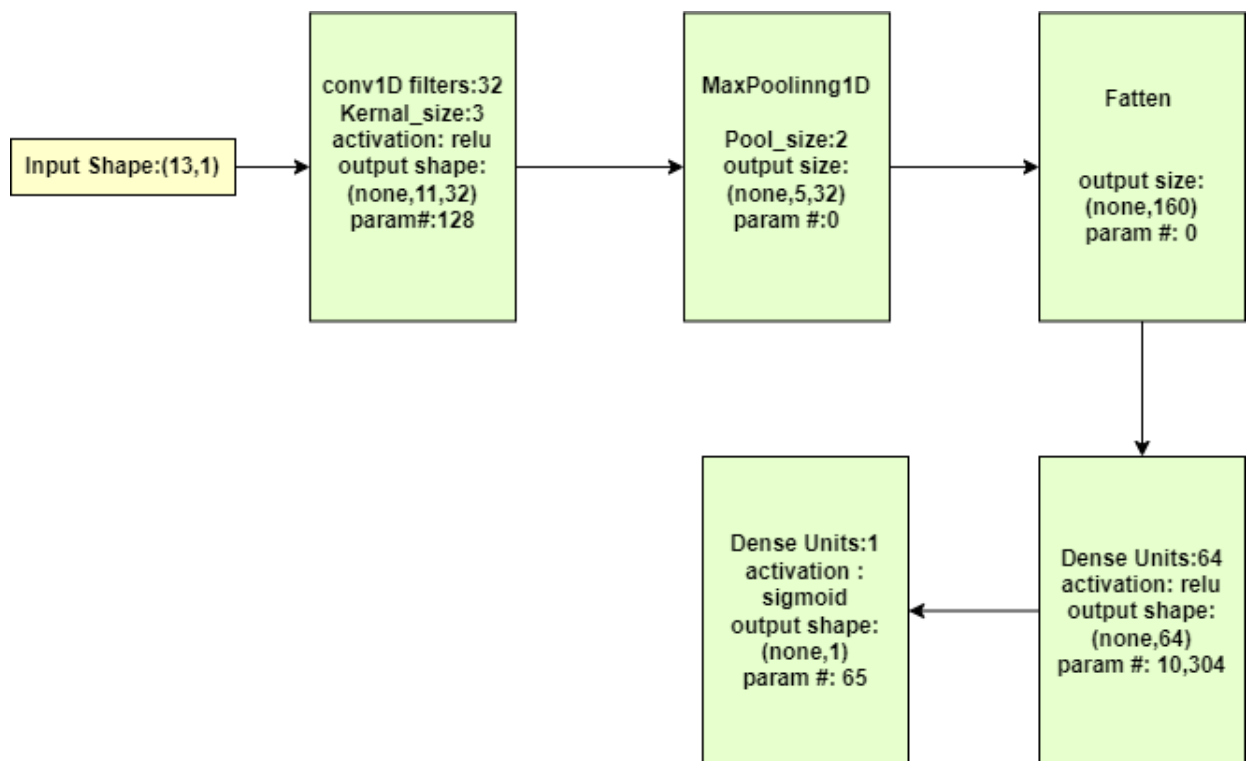 Input Shape:(13,1)
conv1D filters:32
Kernal_size:3
activation: relu
output shape:
(none,11,32)
param#:128
MaxPoolinng1D
Pool_size:2
output size:
(none,5,32)
param #:0
Fatten
output size:
(none,160)
param #: 0
Dense Units:64
activation: relu
output shape:
(none,64)
param #: 10,304
Dense Units:1
activation :
sigmoid
output shape:
(none,1)
param #: 65